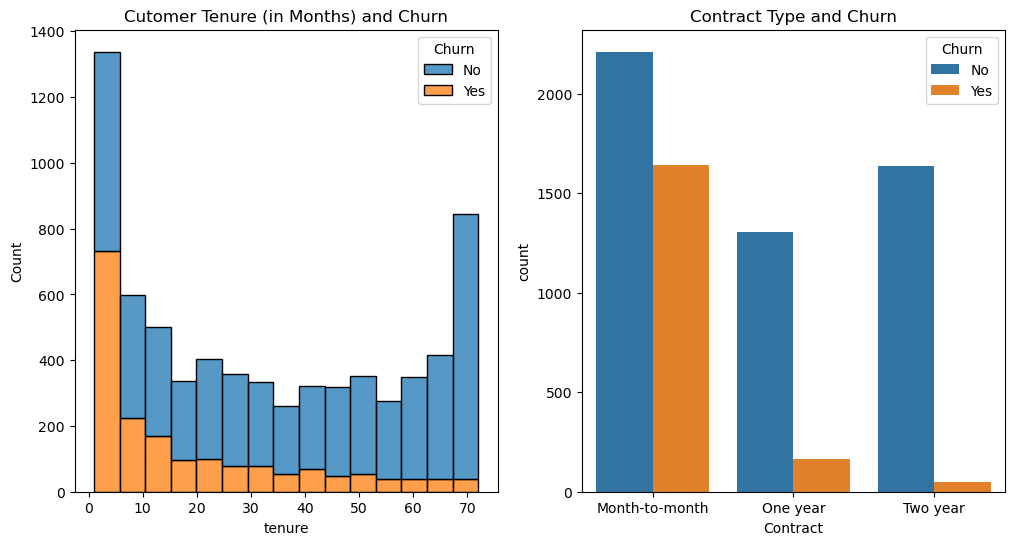 Cutomer Tenure (in Months) and Churn
1400
1200
1000
800
600
400
200
0
Count
0 10 20 30 40 50 60 70
tenure
Churn
No
Yes
Contract Type and Churn
2000
1500
1000
500
0
count
Month-to-month One year Two year
Contract
Churn
No
Yes